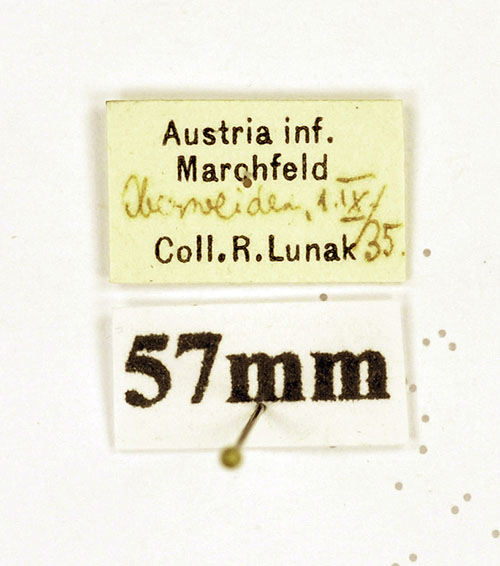 Austria inf.
Marchfeld
Oberweiden, 1.IX/
Coll.R.Lunak /35.
57mm